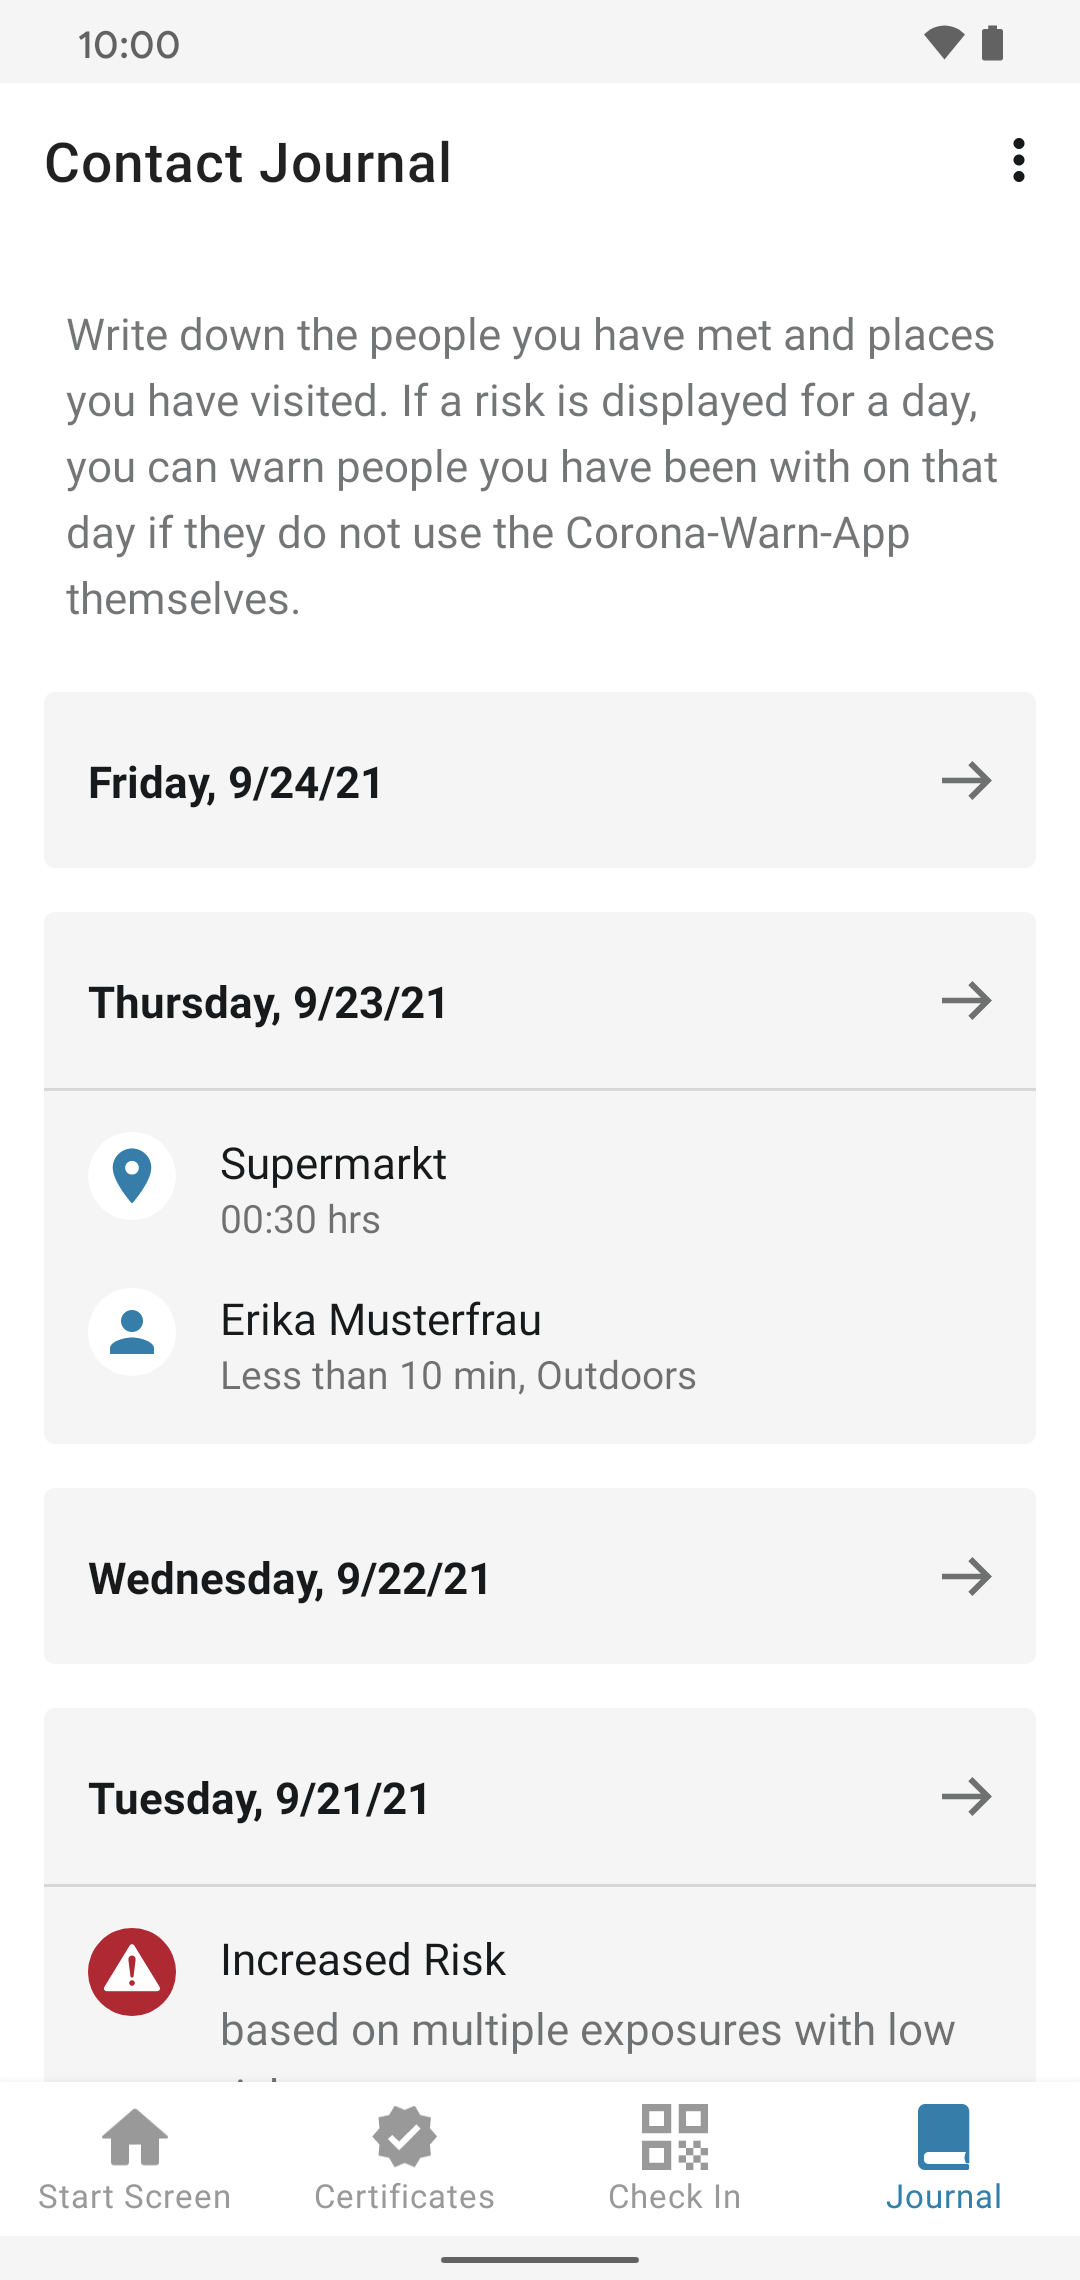 10:00
Contact Journal
Write down the people you have met and places
you have visited. If a risk is displayed for a day,
you can warn people you have been with on that
day if they do not use the Corona-Warn-App
themselves.
Friday, 9/24/21
Thursday, 9/23/21
Supermarkt
00:30 hrs
Erika Musterfrau
Less than 10 min, Outdoors
Wednesday, 9/22/21
Tuesday, 9/21/21
Increased Risk
based on multiple exposures with low
Start Screen
Certificates
Check In
Journal